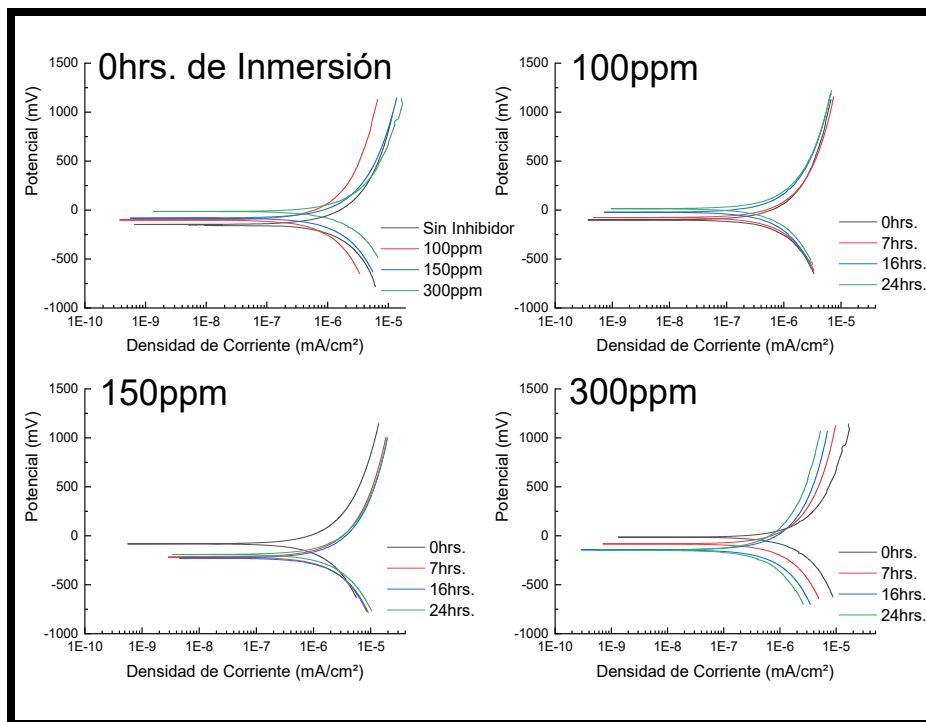 0hrs. de Inmersión
1500
1000
500
0
-500
-1000
Potencial (mV)
Sin Inhibidor
100ppm
150ppm
300ppm
1E-10 1E-9 1E-8 1E-7 1E-6 1E-5
Densidad de Corriente (mA/cm²)
100ppm
1500
1000
500
0
-500
-1000
Potencial (mV)
0hrs.
7hrs.
16hrs.
24hrs.
1E-10 1E-9 1E-8 1E-7 1E-6 1E-5
Densidad de Corriente (mA/cm²)
150ppm
1500
1000
500
0
-500
-1000
Potencial (mV)
0hrs.
7hrs.
16hrs.
24hrs.
1E-10 1E-9 1E-8 1E-7 1E-6 1E-5
Densidad de Corriente (mA/cm²)
300ppm
1500
1000
500
0
-500
-1000
Potencial (mV)
0hrs.
7hrs.
16hrs.
24hrs.
1E-10 1E-9 1E-8 1E-7 1E-6 1E-5
Densidad de Corriente (mA/cm²)